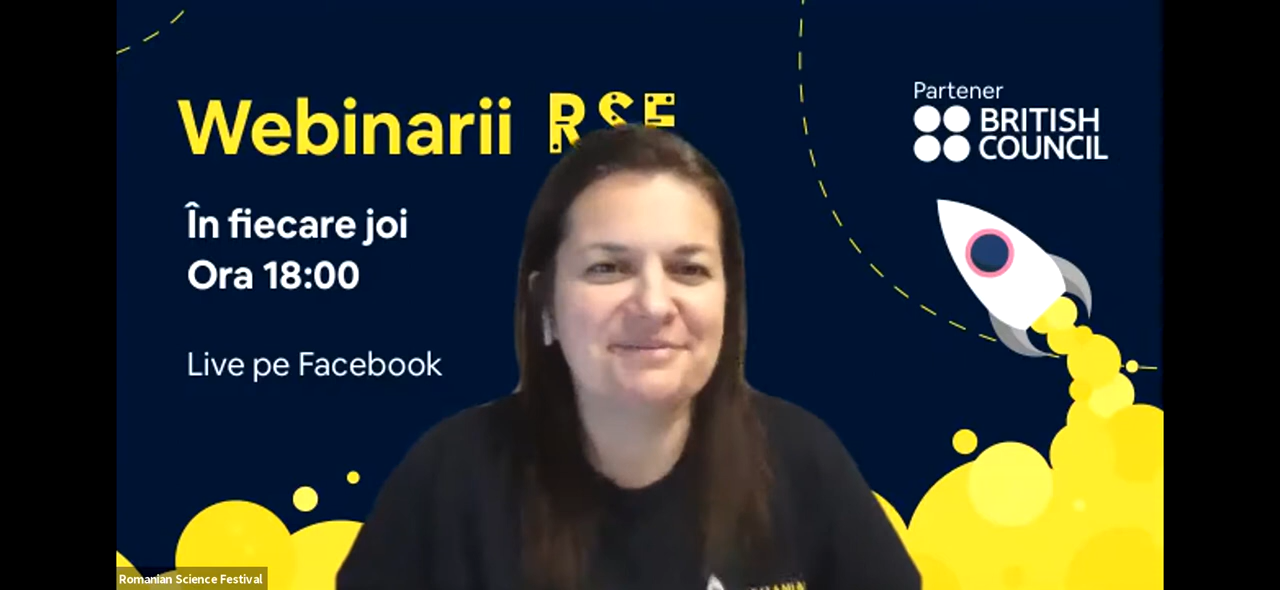 Webinarii RSF
În fiecare joi
Ora 18:00
Live pe Facebook
Partener
BRITISH
COUNCIL
Romanian Science Festival